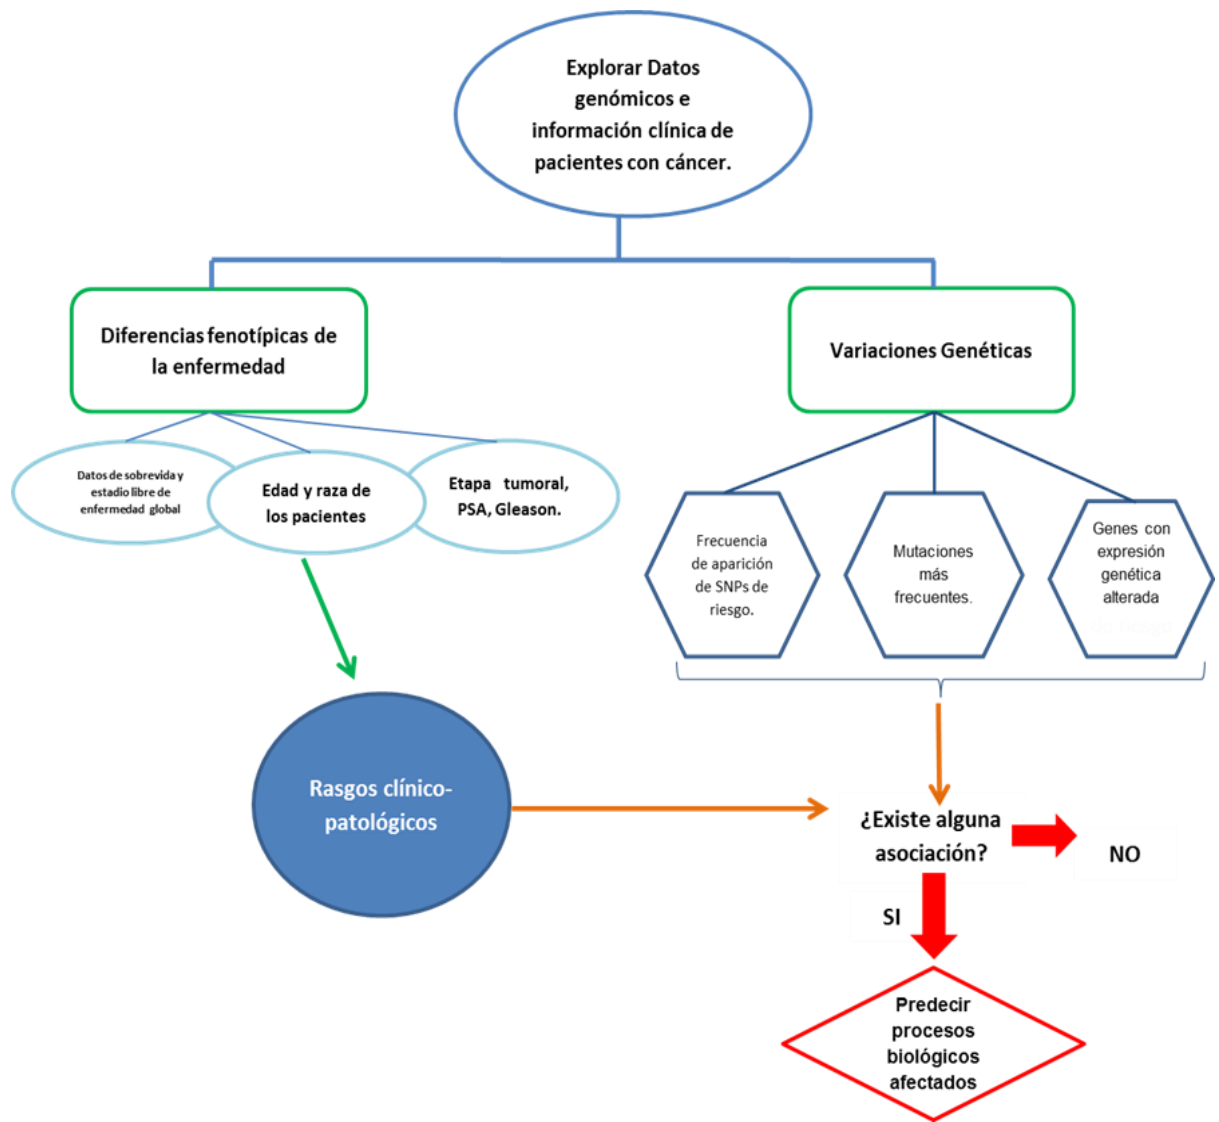 Explorar Datos
genómicos e
información clínica de
pacientes con cáncer.
Diferencias fenotípicas de
la enfermedad
Variaciones Genéticas
Datos de sobrevida y
estadio libre de
enfermedad global
Edad y raza de
los pacientes
Etapa tumoral,
PSA, Gleason.
Frecuencia
de aparición
de SNPs de
riesgo.
Mutaciones
más
frecuentes.
Genes con
expresión
genética
alterada
Rasgos clínico-
patológicos
¿Existe alguna
asociación?
NO
SI
Predecir
procesos
biológicos
afectados